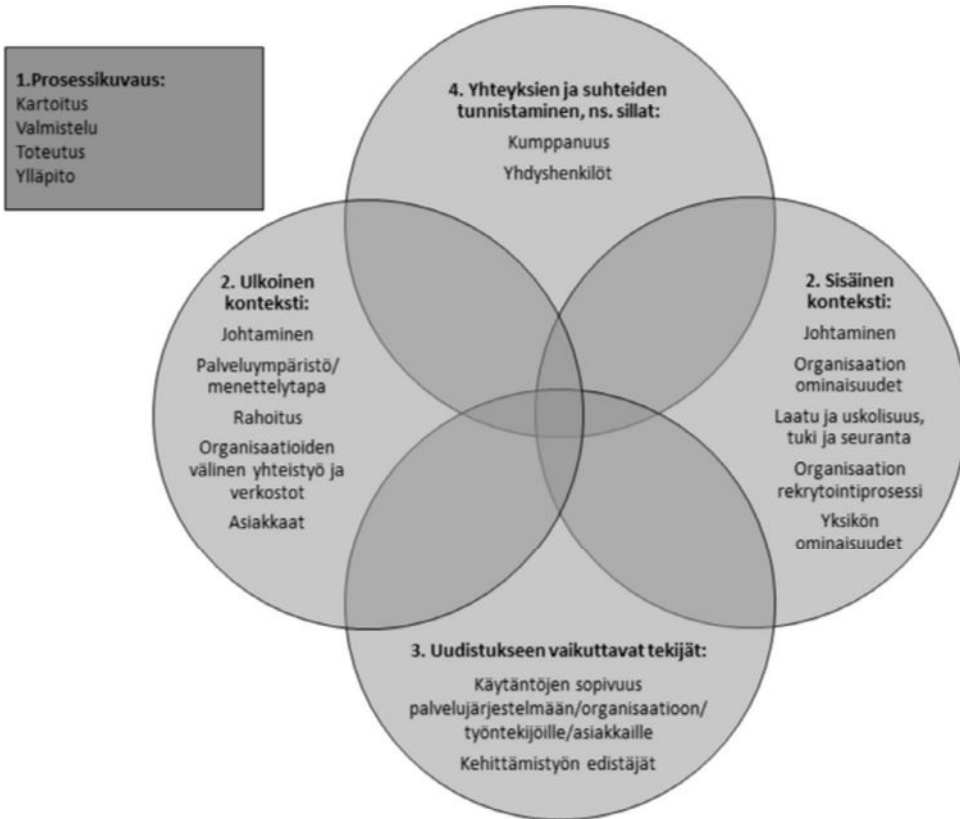 1.Prosessikuvaus:
Kartoitus
Valmistelu
Toteutus
Ylläpito
4. Yhteyksien ja suhteiden
tunnistaminen, ns. sillat:
Kumppanuus
Yhdyshenkilöt
2. Ulkoinen
konteksti:
Johtaminen
Palveluympäristö/
menettelytapa
Rahoitus
Organisaatioiden
välinen yhteistyö ja
verkostot
Asiakkaat
2. Sisäinen
konteksti:
Johtaminen
Organisaation
ominaisuudet
Laatu ja uskolisuus,
tuki ja seuranta
Organisaation
rekrytointiprosessi
Yksikön
ominaisuudet
3. Uudistukseen vaikuttavat tekijät:
Käytäntöjen sopivuus
palvelujärjestelmään/organisaatioon/
työntekijöille/asiakkaille
Kehittämistyön edistäjät